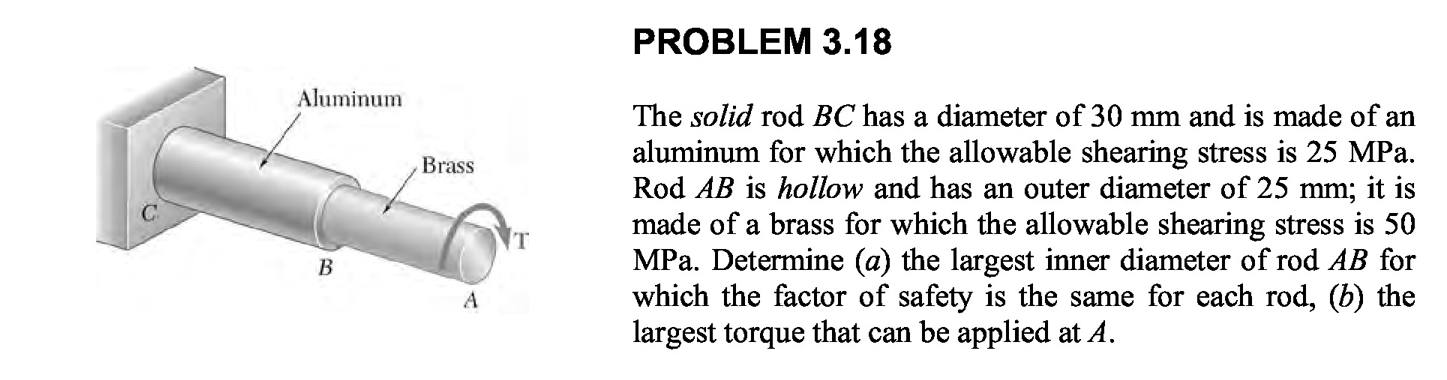 PROBLEM 3.18
The solid rod BC has a diameter of 30 mm and is made of an
aluminum for which the allowable shearing stress is 25 MPa.
Rod AB is hollow and has an outer diameter of 25 mm; it is
made of a brass for which the allowable shearing stress is 50
MPa. Determine (a) the largest inner diameter of rod AB for
which the factor of safety is the same for each rod, (b) the
largest torque that can be applied at A.
Aluminum
Brass
C
T
B
A